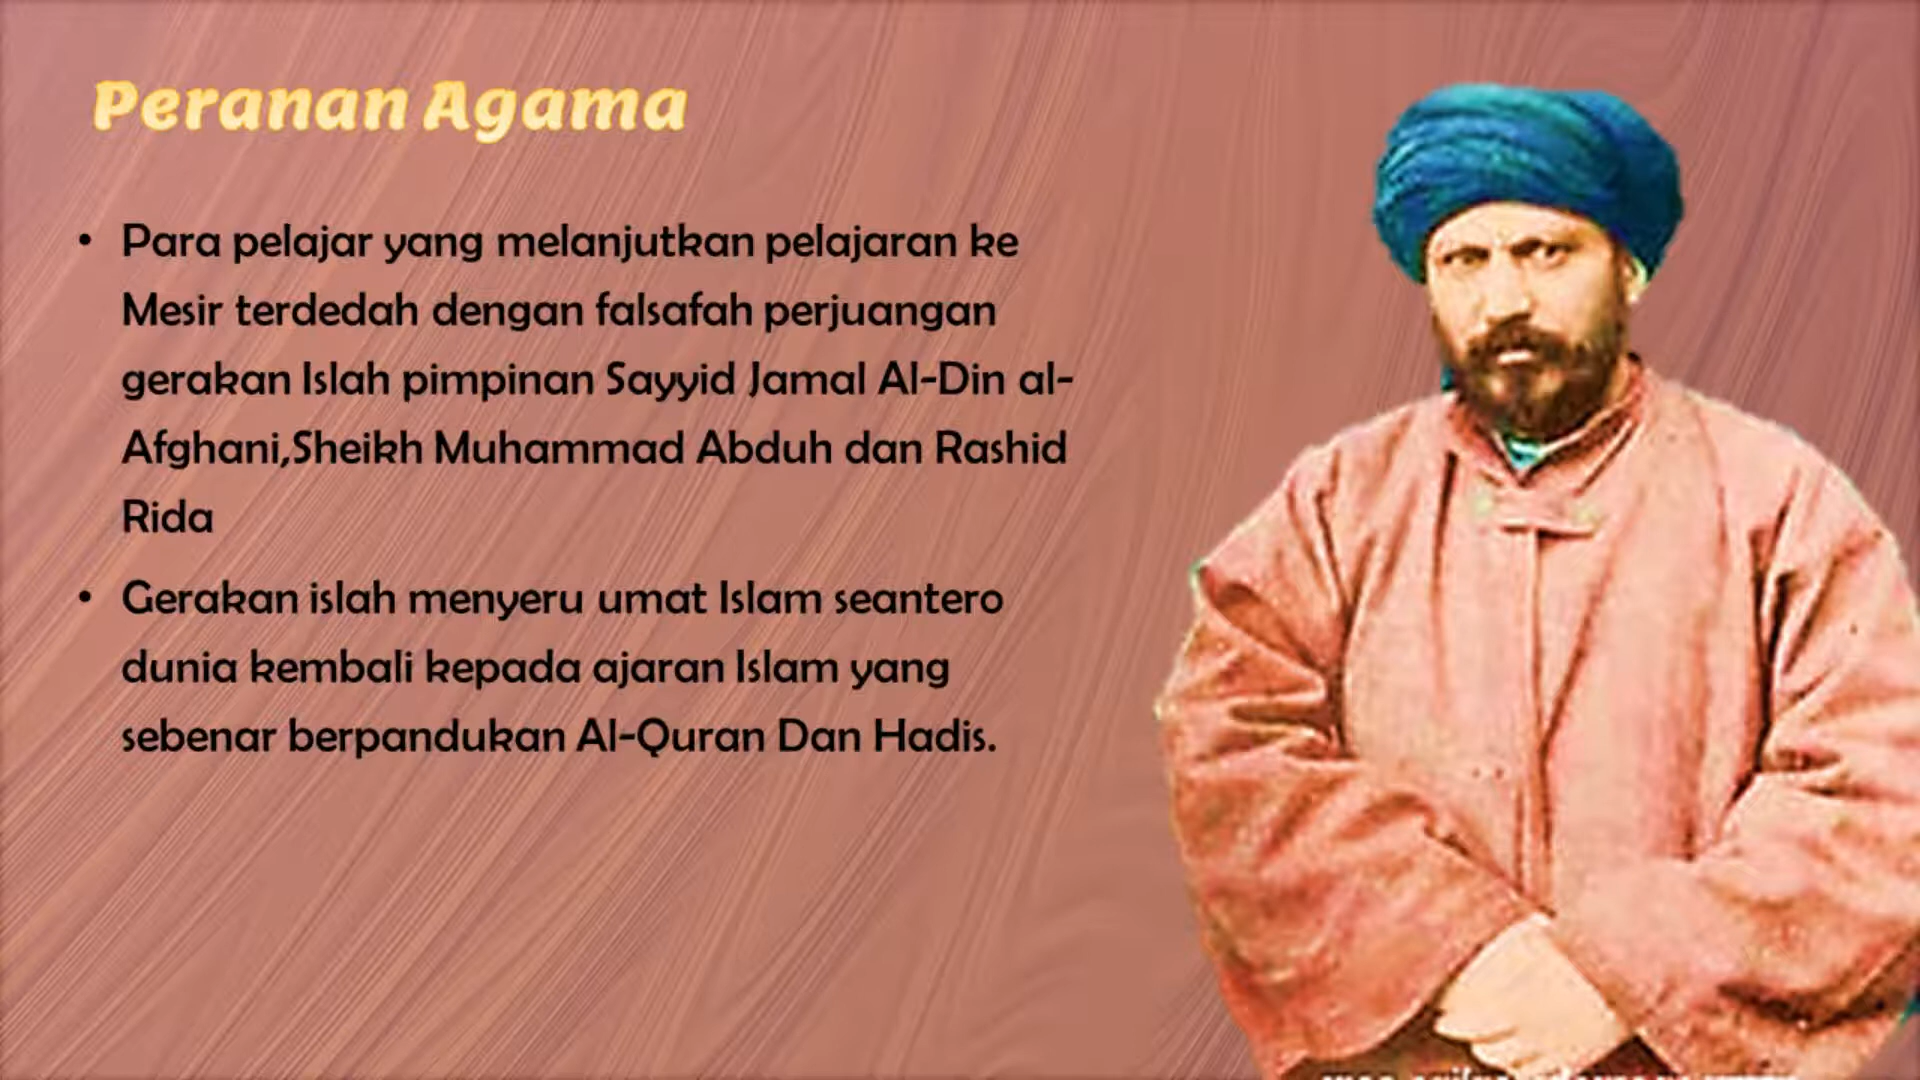 Peranan Agama
• Para pelajar yang melanjutkan pelajaran ke
Mesir terdedah dengan falsafah perjuangan
gerakan Islah pimpinan Sayyid Jamal Al-Din al-
Afghani,Sheikh Muhammad Abduh dan Rashid
Rida
• Gerakan islah menyeru umat Islam seantero
dunia kembali kepada ajaran Islam yang
sebenar berpandukan Al-Quran Dan Hadis.